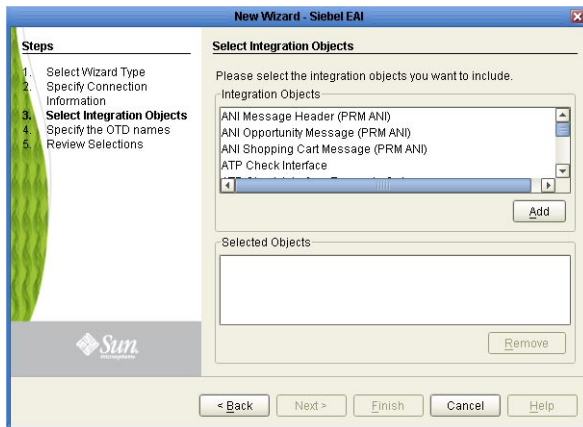 New Wizard - Siebel EAI
Steps
1. Select Wizard Type
2. Specify Connection
Information
3. Select Integration Objects
4. Specify the OTD names
5. Review Selections
Sun
microsystems
Select Integration Objects
Please select the integration objects you want to include.
Integration Objects
ANI Message Header (PRM ANI)
ANI Opportunity Message (PRM ANI)
ANI Shopping Cart Message (PRM ANI)
ATP Check Interface
Add
Selected Objects
Remove
< Back
Next >
Finish
Cancel
Help